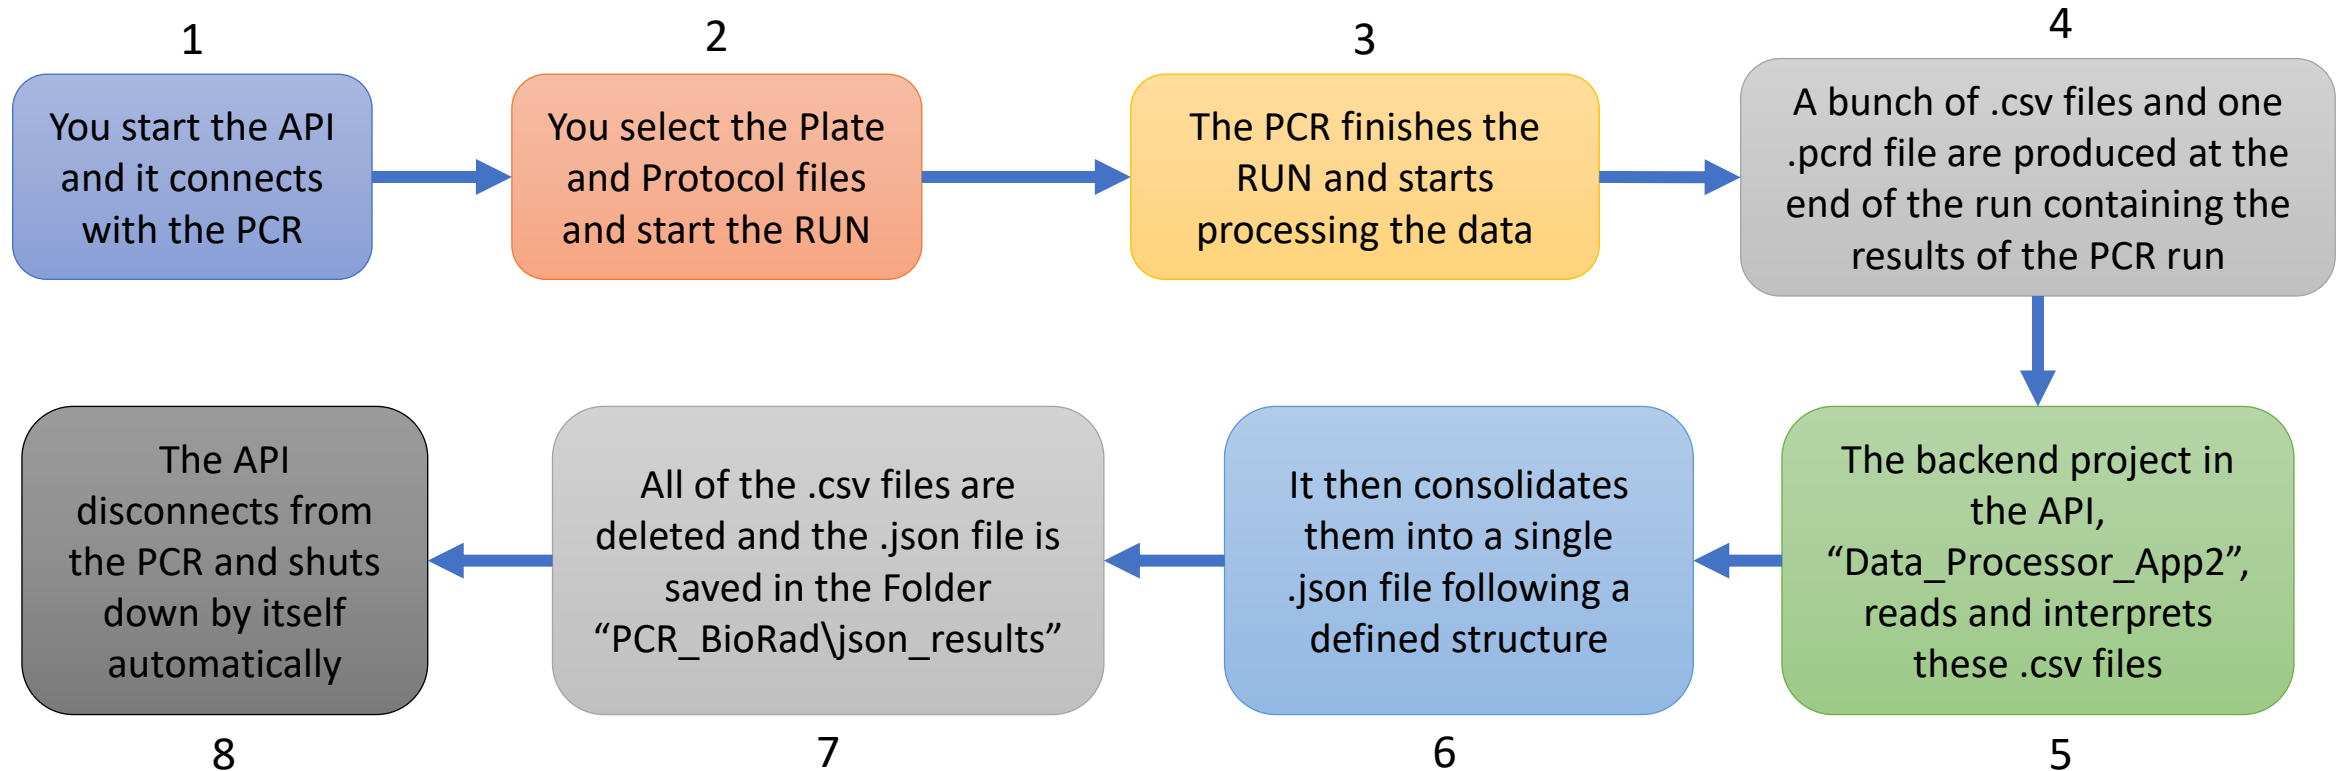 1
You start the API
and it connects
with the PCR
2
You select the Plate
and Protocol files
and start the RUN
3
The PCR finishes the
RUN and starts
processing the data
4
A bunch of .csv files and one
.pcrd file are produced at the
end of the run containing the
results of the PCR run
The backend project in
the API,
“Data_Processor_App2”,
reads and interprets
these .csv files
5
It then consolidates
them into a single
.json file following a
defined structure
6
All of the .csv files are
deleted and the .json file is
saved in the Folder
“PCR_BioRad\json_results”
7
The API
disconnects from
the PCR and shuts
down by itself
automatically
8